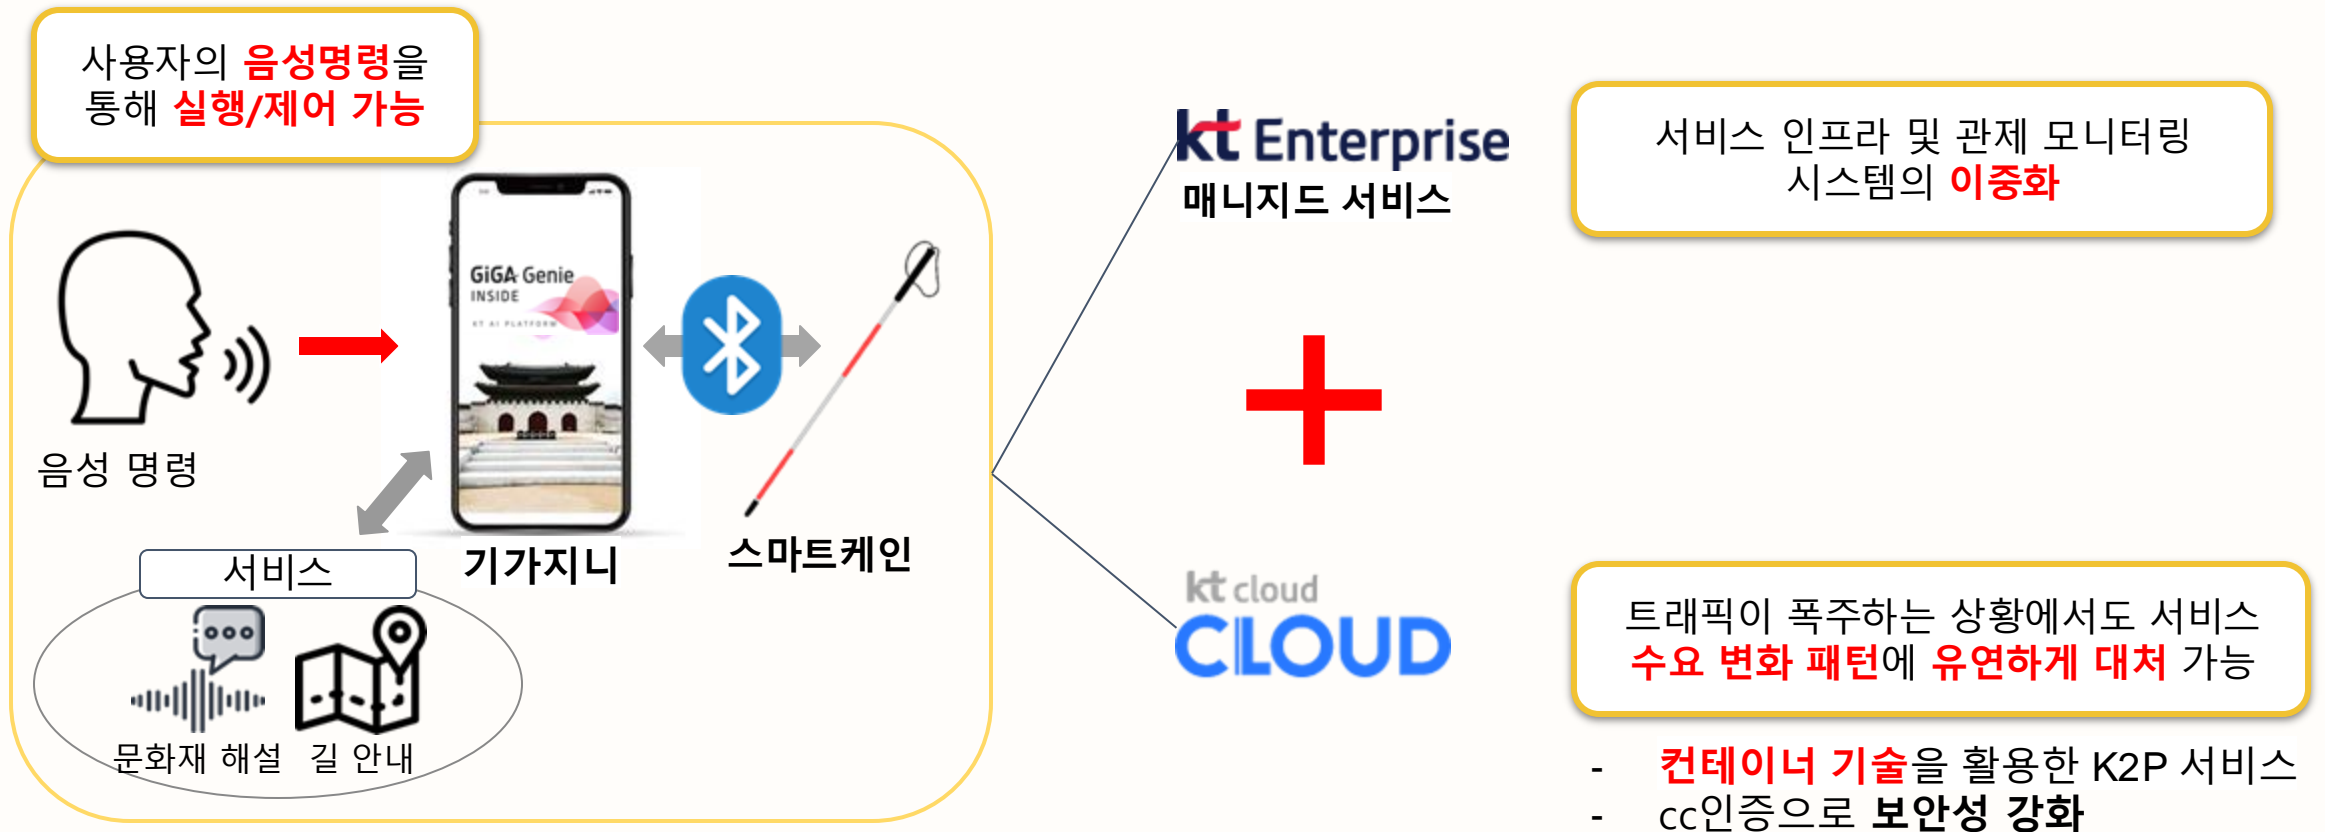 사용자의 음성명령을
통해 실행/제어 가능
GiGA Genie
INSIDE
KT AI PLATFORM
음성 명령
기가지니
스마트케인
서비스
문화재 해설 길 안내
kt Enterprise
매니지드 서비스
서비스 인프라 및 관제 모니터링
시스템의 이중화
kt cloud
CLOUD
트래픽이 폭주하는 상황에서도 서비스
수요 변화 패턴에 유연하게 대처 가능
- 컨테이너 기술을 활용한 K2P 서비스
- cc인증으로 보안성 강화